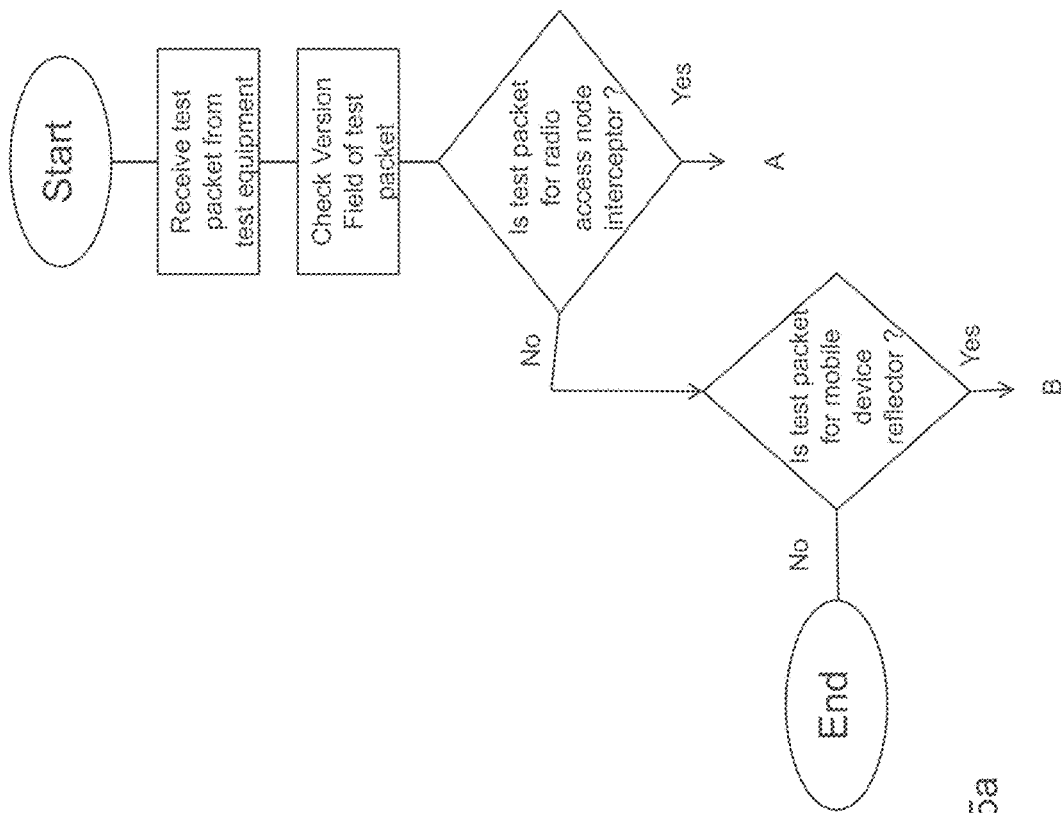 Start
Receive test
packet from
test equipment
Check Version
Field of test
packet
Is test packet
for radio
access node
interceptor ?
Yes
A
No
Is test packet
for mobile
device
reflector ?
Yes
B
No
End
5a